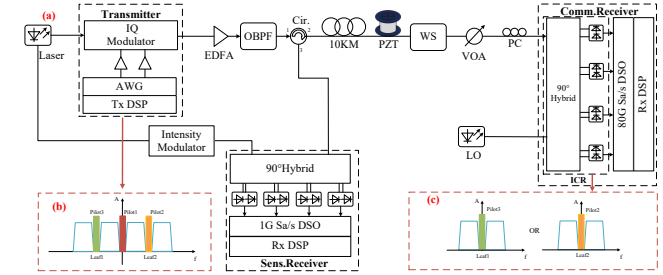 (a)
Transmitter
IQ
Modulator
AWG
Tx DSP
Laser
EDFA
OBPF
Cir.
2
3
10KM
PZT
WS
VOA
PC
Comm.Receiver
90°
Hybrid
80G Sa/s DSO
Rx DSP
ICR
LO
Intensity
Modulator
90°Hybrid
1G Sa/s DSO
Rx DSP
Sens.Receiver
(b)
A
Pilot3
Pilot1
Pilot2
Leaf1
Leaf2
f
(c)
A
Pilot3
Leaf1
f
OR
A
Pilot2
Leaf2
f